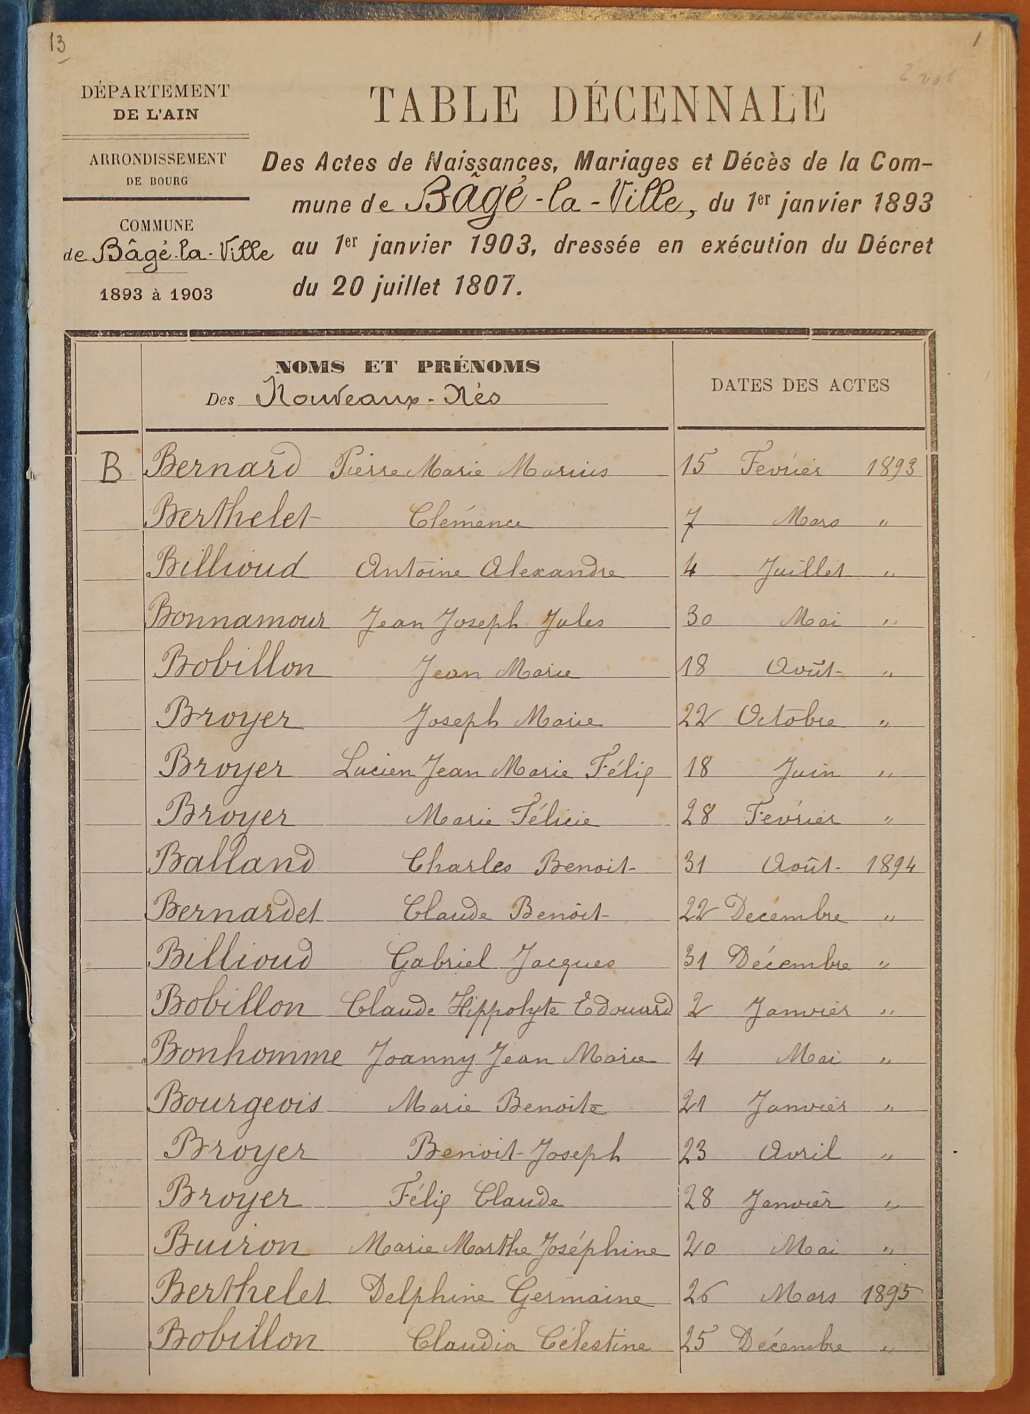 13
1
DÉPARTEMENT
DE L'AIN
ARRONDISSEMENT
DE BOURG
COMMUNE
de Bâgé-la-Ville
1893 à 1903
TABLE DÉCENNALE
Des Actes de Naissances, Mariages et Décès de la Com-
mune de Bâgé-la-Ville, du 1er janvier 1893
au 1er janvier 1903, dressée en exécution du Décret
du 20 juillet 1807.
NOMS ET PRÉNOMS
Des Nouveaux-Nés
DATES DES ACTES
B Bernard Pierre Marie Marius 15 Fevrier 1893
Berthelet Clémence 7 Mars "
Billioud Antoine Alexandre 4 Juillet "
Bonnamour Jean Joseph Jules 30 Mai "
Bobillon Jean Marie 18 Août "
Broyer Joseph Marie 22 Octobre "
Broyer Lucien Jean Marie Félix 18 Juin "
Broyer Marie Félicie 28 Février "
Balland Charles Benoit 31 Août 1894
Bernardet Claude Benoit 22 Decembre "
Billioud Gabriel Jacques 31 Décembre "
Bobillon Claude Hippolyte Edouard 2 Janvier "
Bonhomme Joanny Jean Marie 4 Mai "
Bourgeois Marie Benoite 21 Janvier "
Broyer Benoit Joseph 23 Avril "
Broyer Félix Claude 28 Janvier "
Buiron Marie Marthe Joséphine 20 Mai "
Berthelet Delphine Germaine 26 Mars 1895
Bobillon Claudia Célestine 25 Décembre "